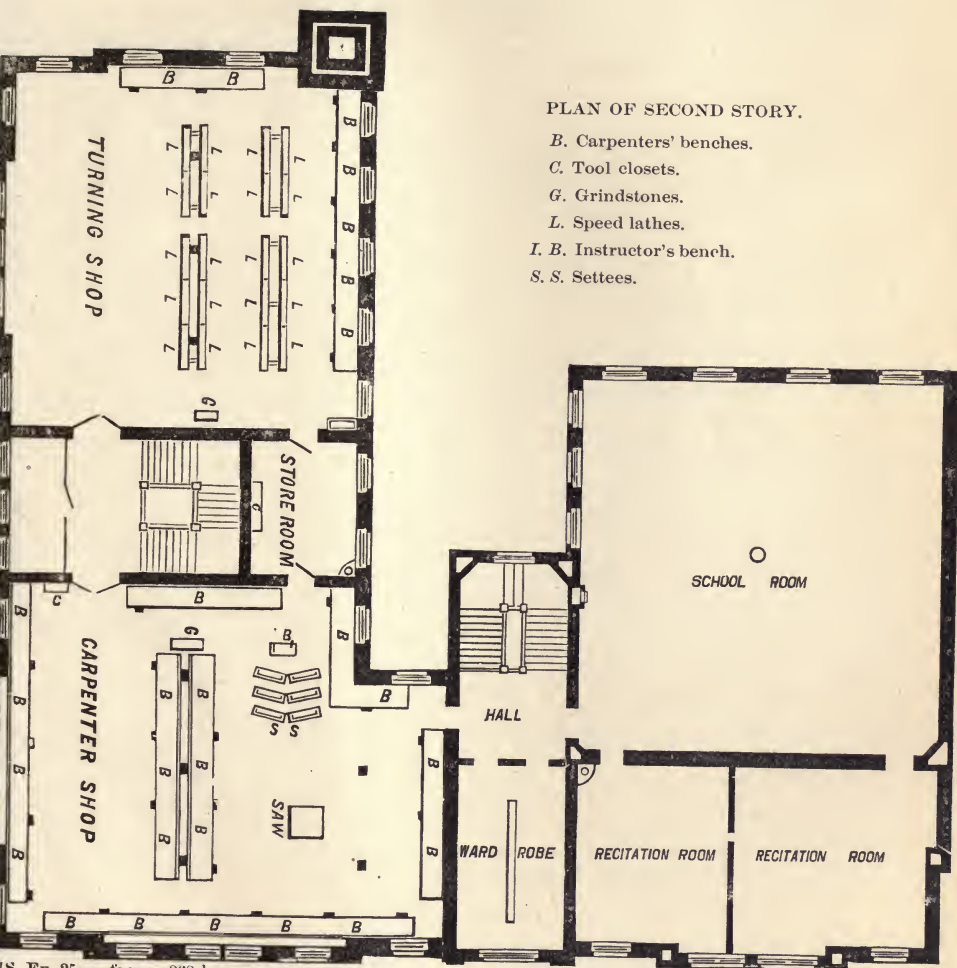 PLAN OF SECOND STORY.
B. Carpenters' benches.
C. Tool closets.
G. Grindstones.
L. Speed lathes.
I. B. Instructor's bench.
S. S. Settees.
B B
TURNING SHOP
L L L L
L L L L
L L L L
L L L L
L L L L
B
B
B
B
B
G
STORE ROOM
C
C
B
G
B
S S
B
B
CARPENTER SHOP
B
B
B
B
B B
B B
B B
B B
SAW
B
B
B B B B B
HALL
WARD ROBE
SCHOOL ROOM
RECITATION ROOM
RECITATION ROOM